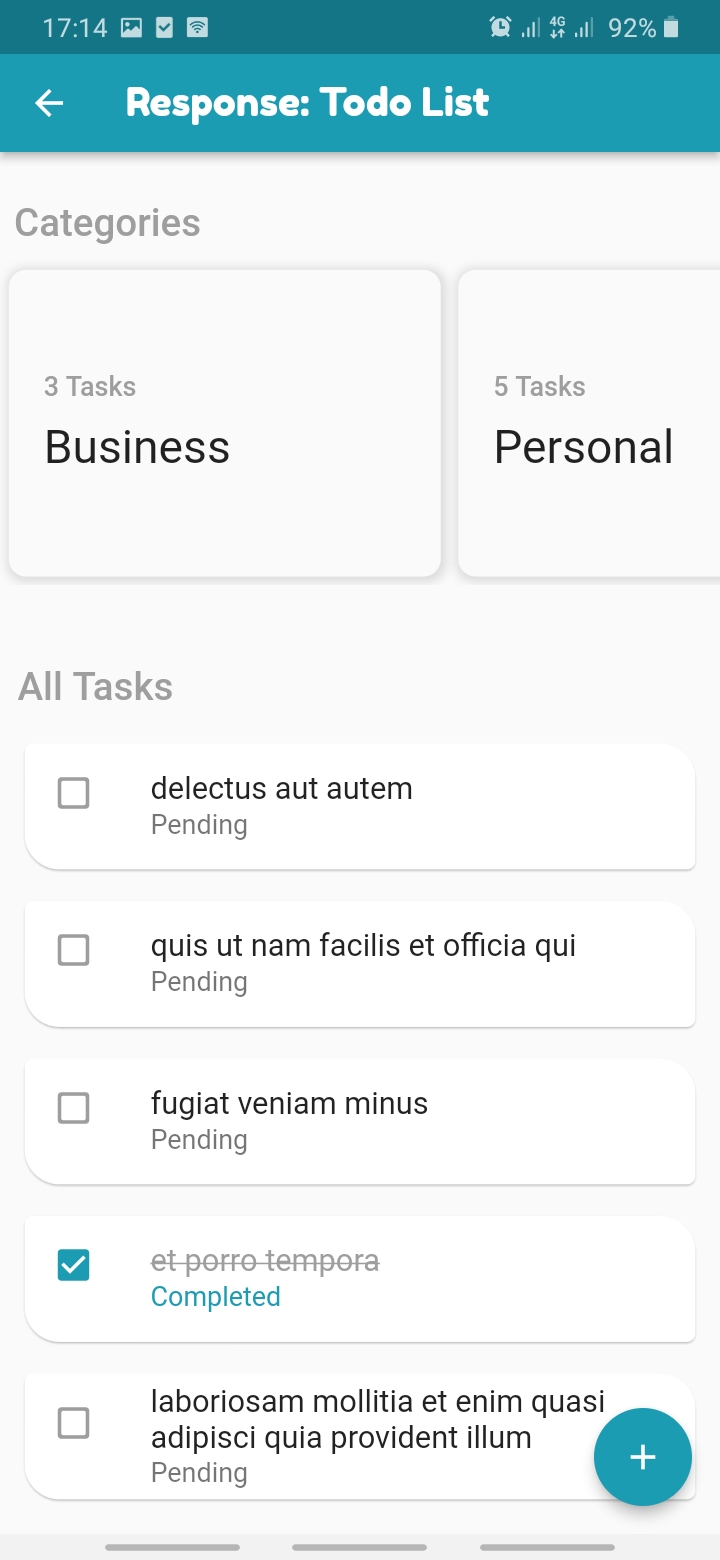 17:14
4G
92%
Response: Todo List
Categories
3 Tasks
Business
5 Tasks
Personal
All Tasks
delectus aut autem
Pending
quis ut nam facilis et officia qui
Pending
fugiat veniam minus
Pending
et porro tempora
Completed
laboriosam mollitia et enim quasi
adipisci quia provident illum
Pending